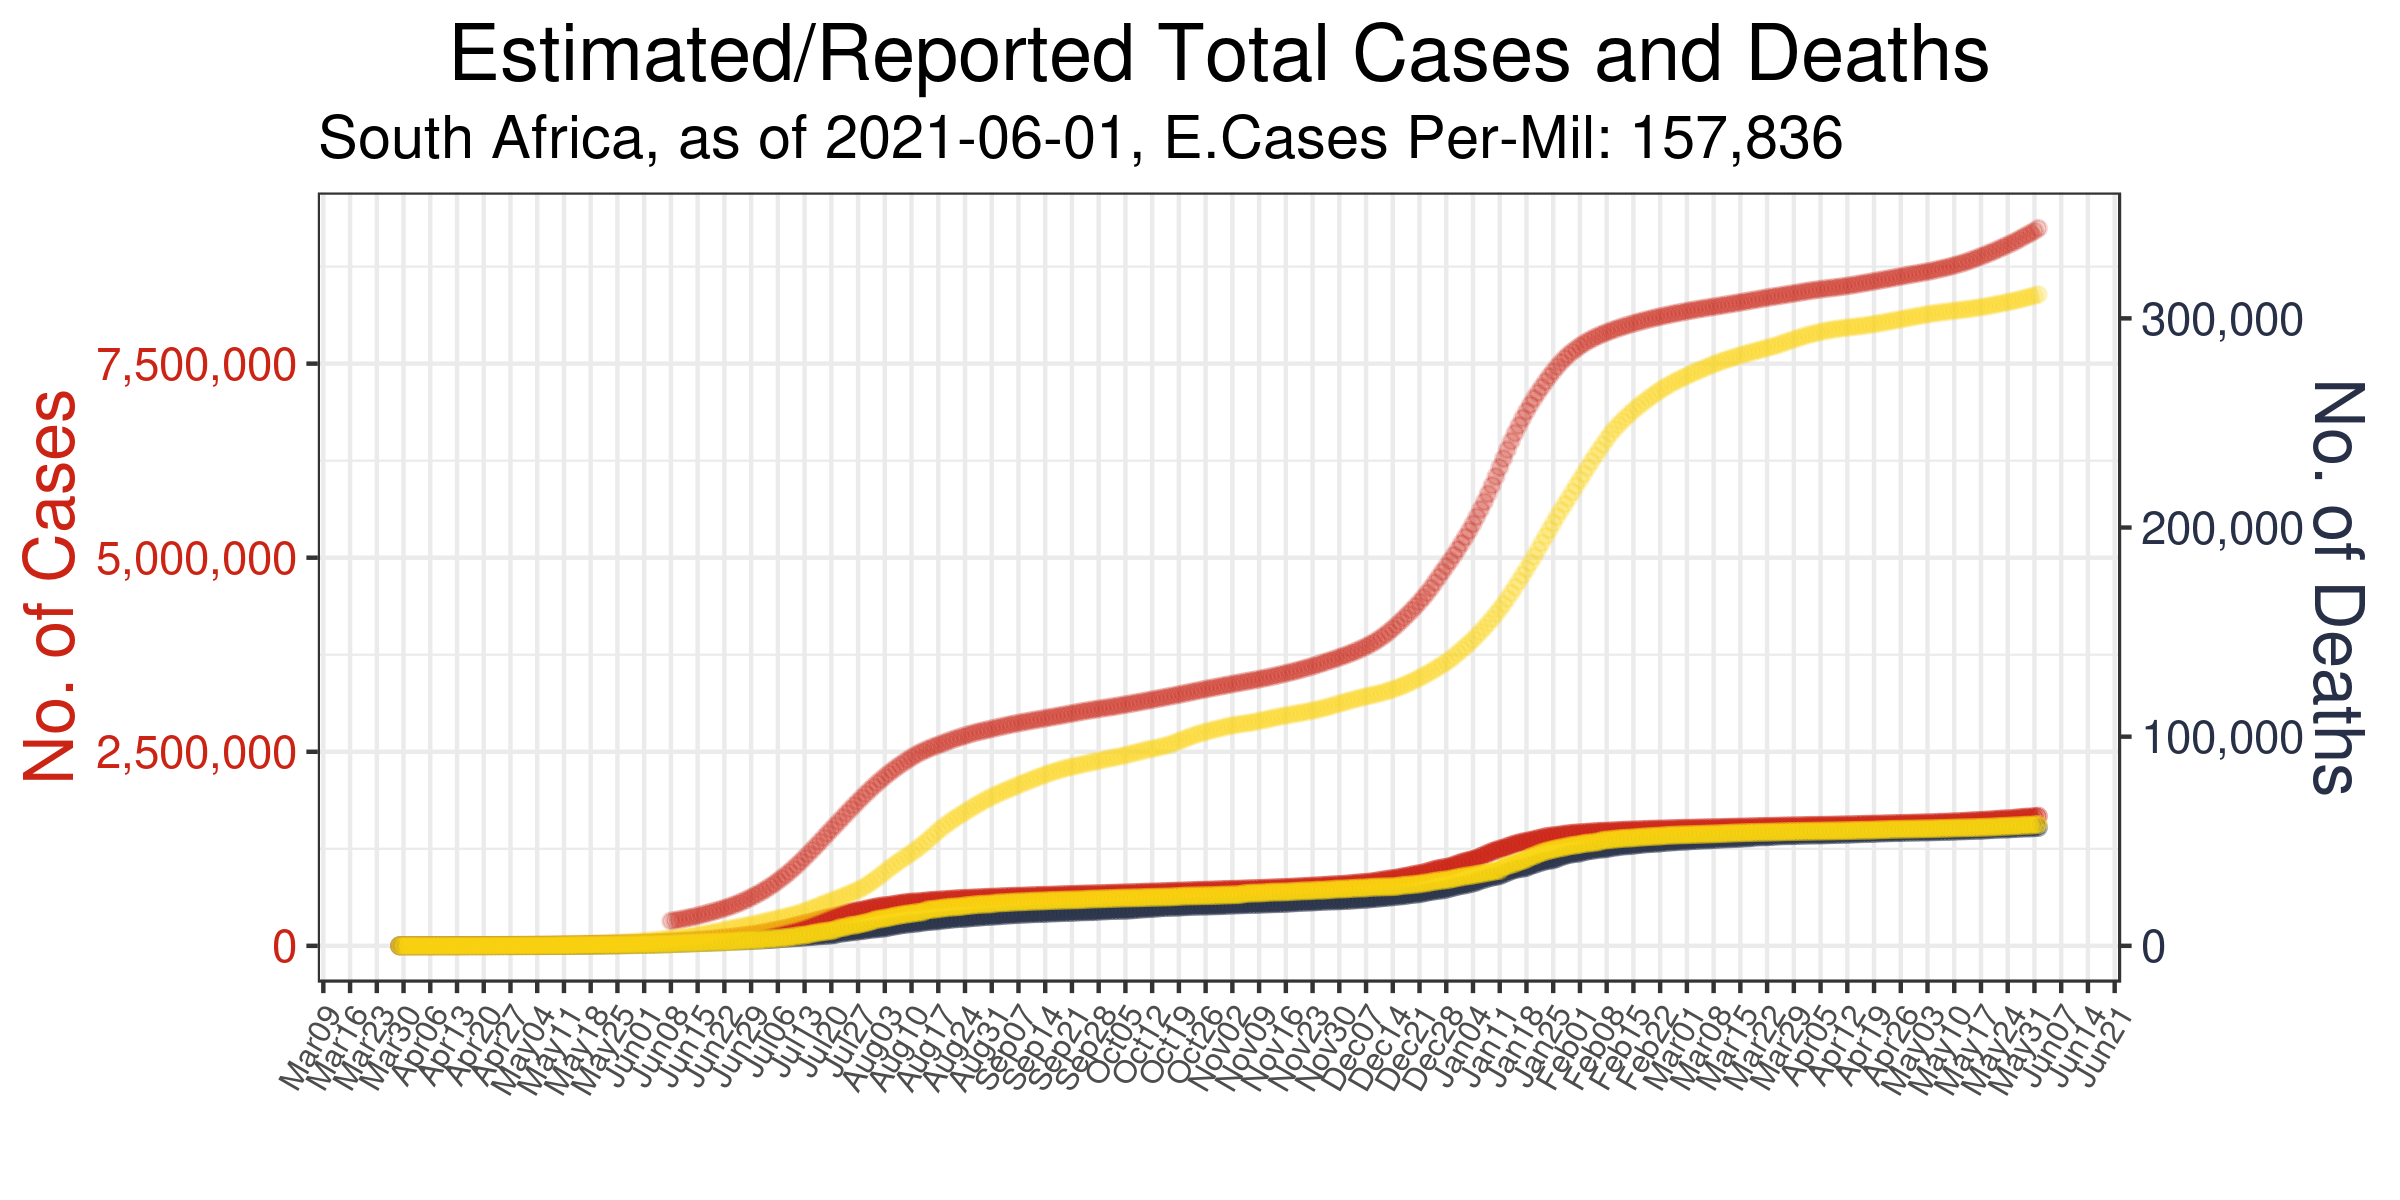 Estimated/Reported Total Cases and Deaths
South Africa, as of 2021-06-01, E.Cases Per-Mil: 157,836
No. of Cases
7,500,000
5,000,000
2,500,000
0
300,000
200,000
100,000
0
No. of Deaths
Mar09
Mar16
Mar23
Mar30
Apr06
Apr13
Apr20
Apr27
May04
May11
May18
May25
Jun01
Jun08
Jun15
Jun22
Jun29
Jul06
Jul13
Jul20
Jul27
Aug03
Aug10
Aug17
Aug24
Aug31
Sep07
Sep14
Sep21
Sep28
Oct05
Oct12
Oct19
Oct26
Nov02
Nov09
Nov16
Nov23
Nov30
Dec07
Dec14
Dec21
Dec28
Jan04
Jan11
Jan18
Jan25
Feb01
Feb08
Feb15
Feb22
Mar01
Mar08
Mar15
Mar22
Mar29
Apr05
Apr12
Apr19
Apr26
May03
May10
May17
May24
May31
Jun07
Jun14
Jun21